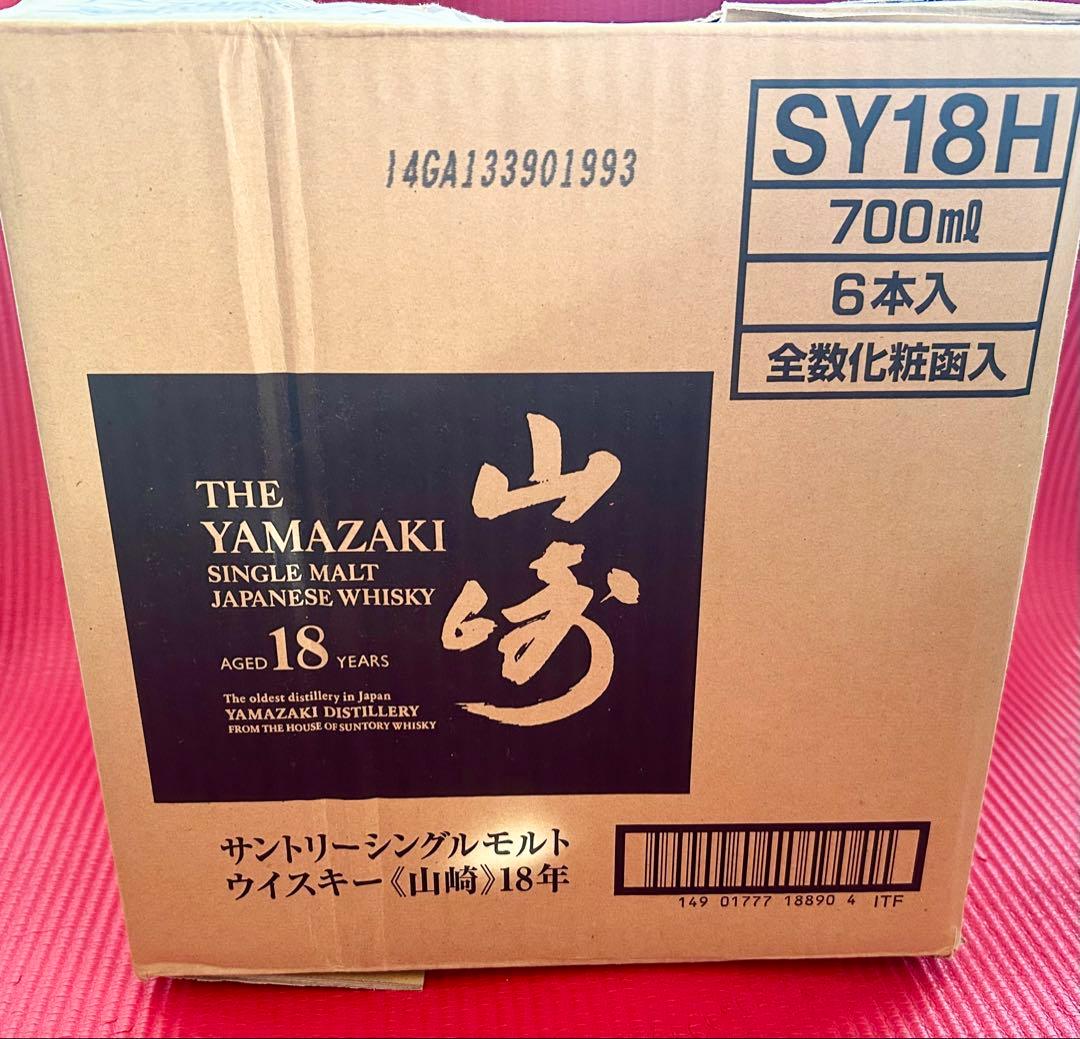 14GA133901993
SY18H
700ml
6本入
全数化粧函入
THE
YAMAZAKI
SINGLE MALT
JAPANESE WHISKY
AGED 18 YEARS
The oldest distillery in Japan
YAMAZAKI DISTILLERY
FROM THE HOUSE OF SUNTORY WHISKY
山崎
サントリーシングルモルト
ウイスキー《山崎》18年
149 01777 18890 4 ITF